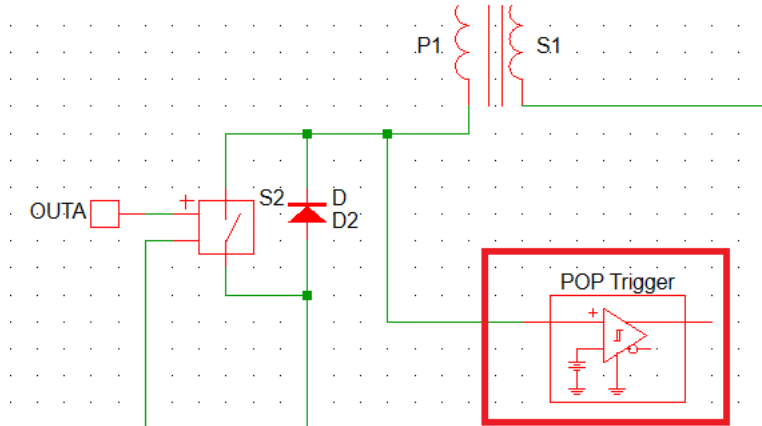 P1
S1
OUTA
S2
D
D2
POP Trigger